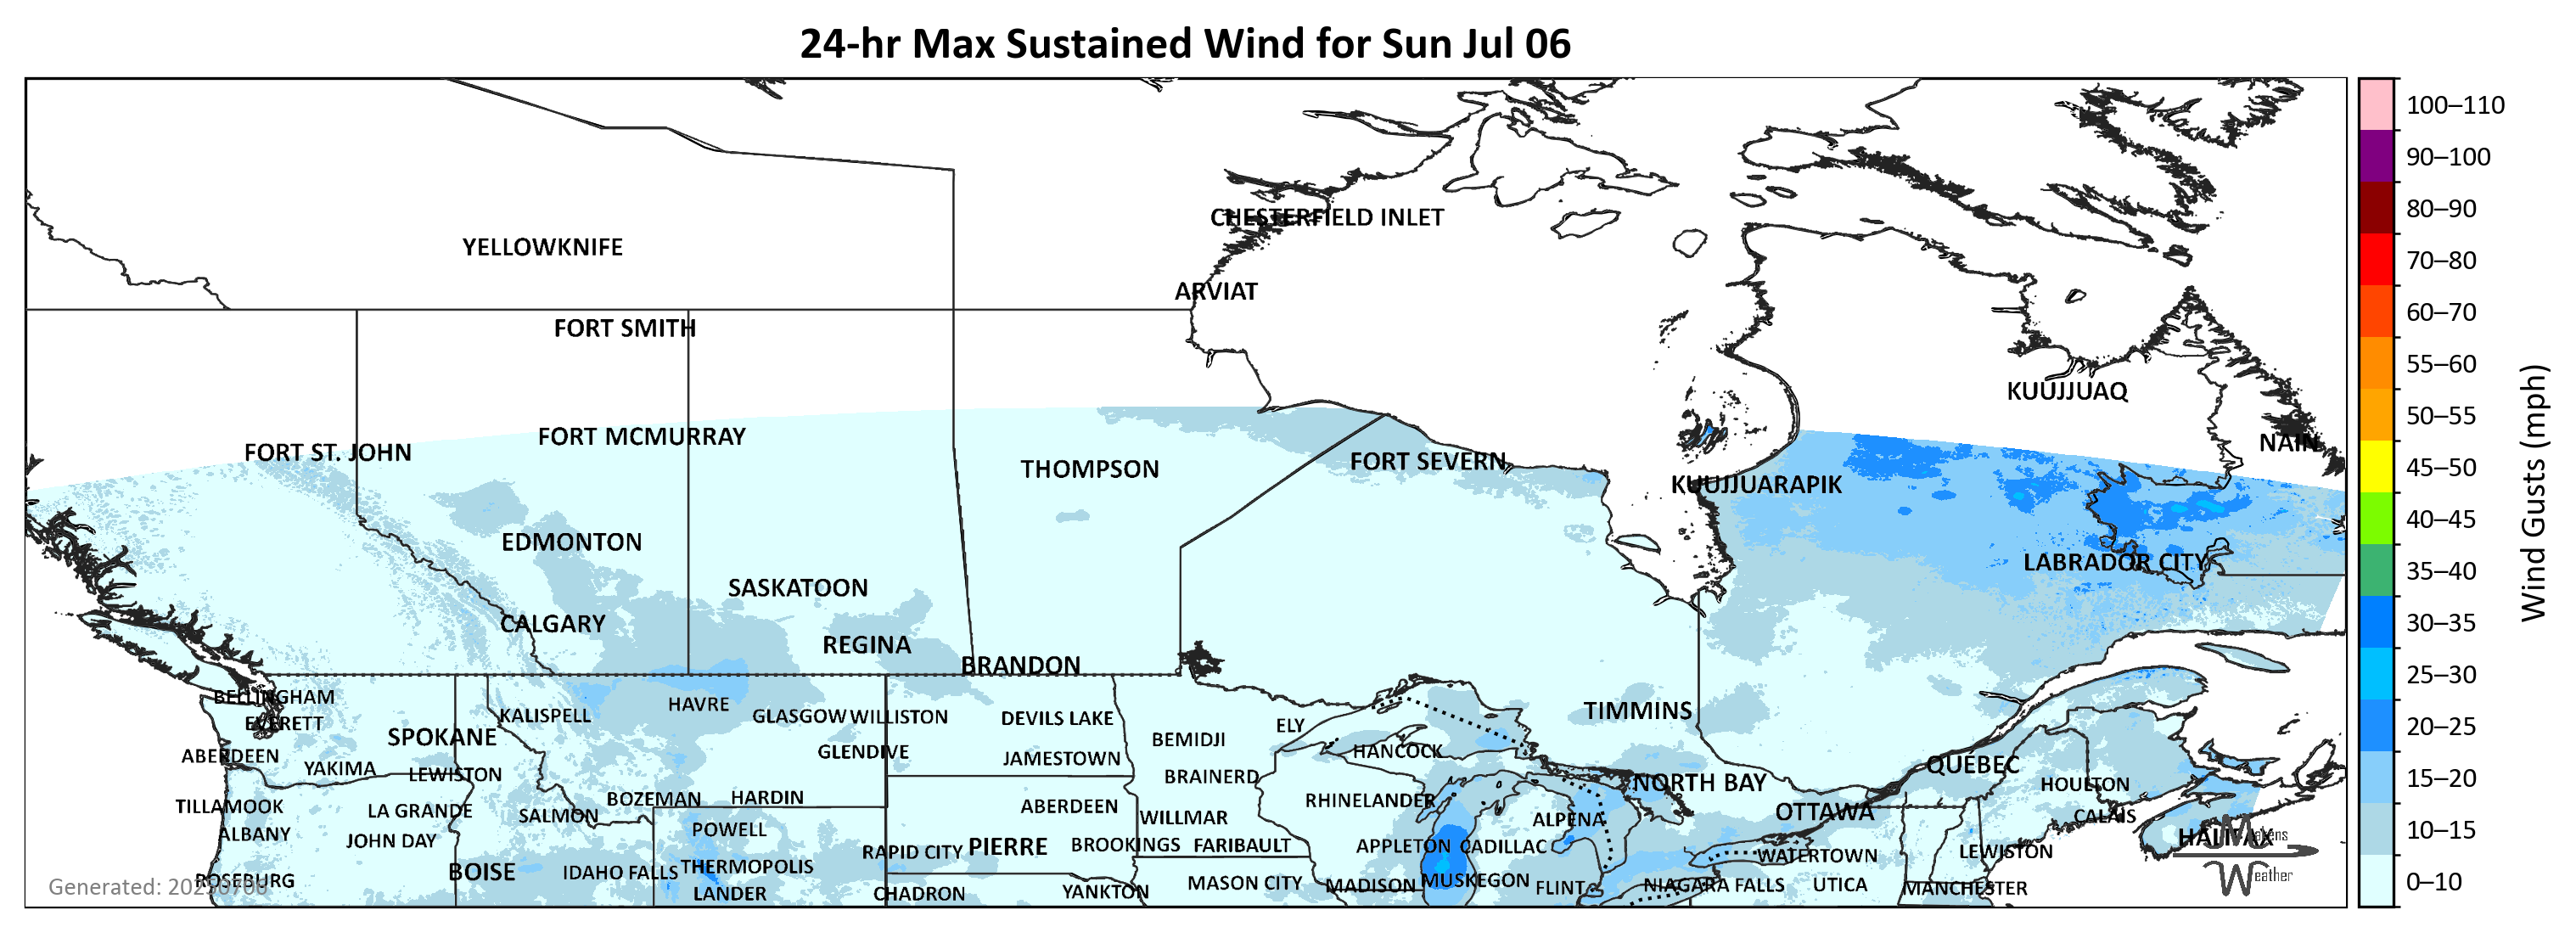 24-hr Max Sustained Wind for Sun Jul 06
100–110
90–100
80–90
70–80
60–70
55–60
50–55
45–50
40–45
35–40
30–35
25–30
20–25
15–20
10–15
0–10
Wind Gusts (mph)
CHESTERFIELD INLET
YELLOWKNIFE
ARVIAT
FORT SMITH
KUUJJUAQ
FORT MCMURRAY
NAIN
FORT ST. JOHN
FORT SEVERN
THOMPSON
KUUJJUARAPIK
EDMONTON
LABRADOR CITY
SASKATOON
CALGARY
REGINA
BRANDON
BELLINGHAM
HAVRE
TIMMINS
KALISPELL
GLASGOW
WILLISTON
DEVILS LAKE
EVERETT
ELY
SPOKANE
BEMIDJI
GLENDIVE
HANCOCK
ABERDEEN
JAMESTOWN
QUÉBEC
YAKIMA
LEWISTON
BRAINERD
NORTH BAY
HOULTON
BOZEMAN
HARDIN
RHINELANDER
TILLAMOOK
LA GRANDE
ABERDEEN
OTTAWA
SALMON
WILLMAR
ALPENA
CALAIS
ALBANY
POWELL
HALIFAX
JOHN DAY
PIERRE
BROOKINGS
FARIBAULT
APPLETON
CADILLAC
RAPID CITY
WATERTOWN
LEWISTON
BOISE
IDAHO FALLS
THERMOPOLIS
ROSEBURG
MASON CITY
MADISON
MUSKEGON
FLINT
NIAGARA FALLS
UTICA
MANCHESTER
LANDER
CHADRON
YANKTON
Makens
Weather